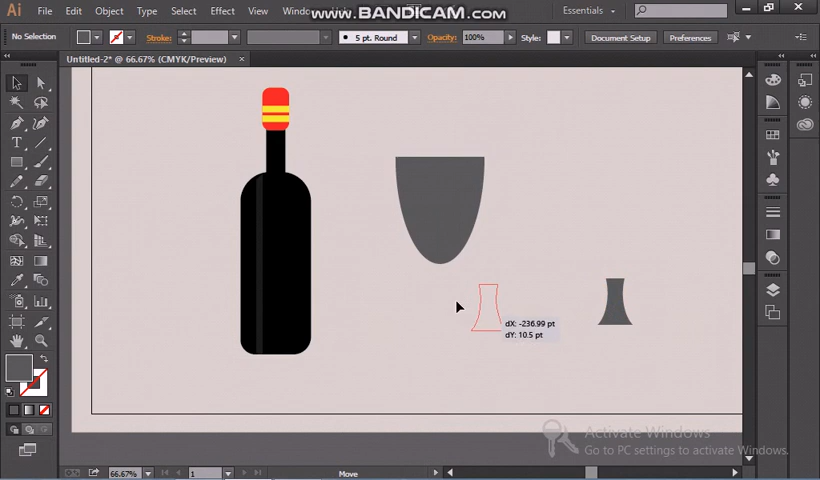 Ai File Edit Object Type Select Effect View Window WWW.BANDICAM.COM Essentials
No Selection Stroke: 5 pt. Round Opacity: 100% Style: Document Setup Preferences
Untitled-2* @ 66.67% (CMYK/Preview) ×
T
dX: -236.99 pt
dY: 10.5 pt
Activate Windows
Go to PC settings to activate Windows.
66.67% 1 Move